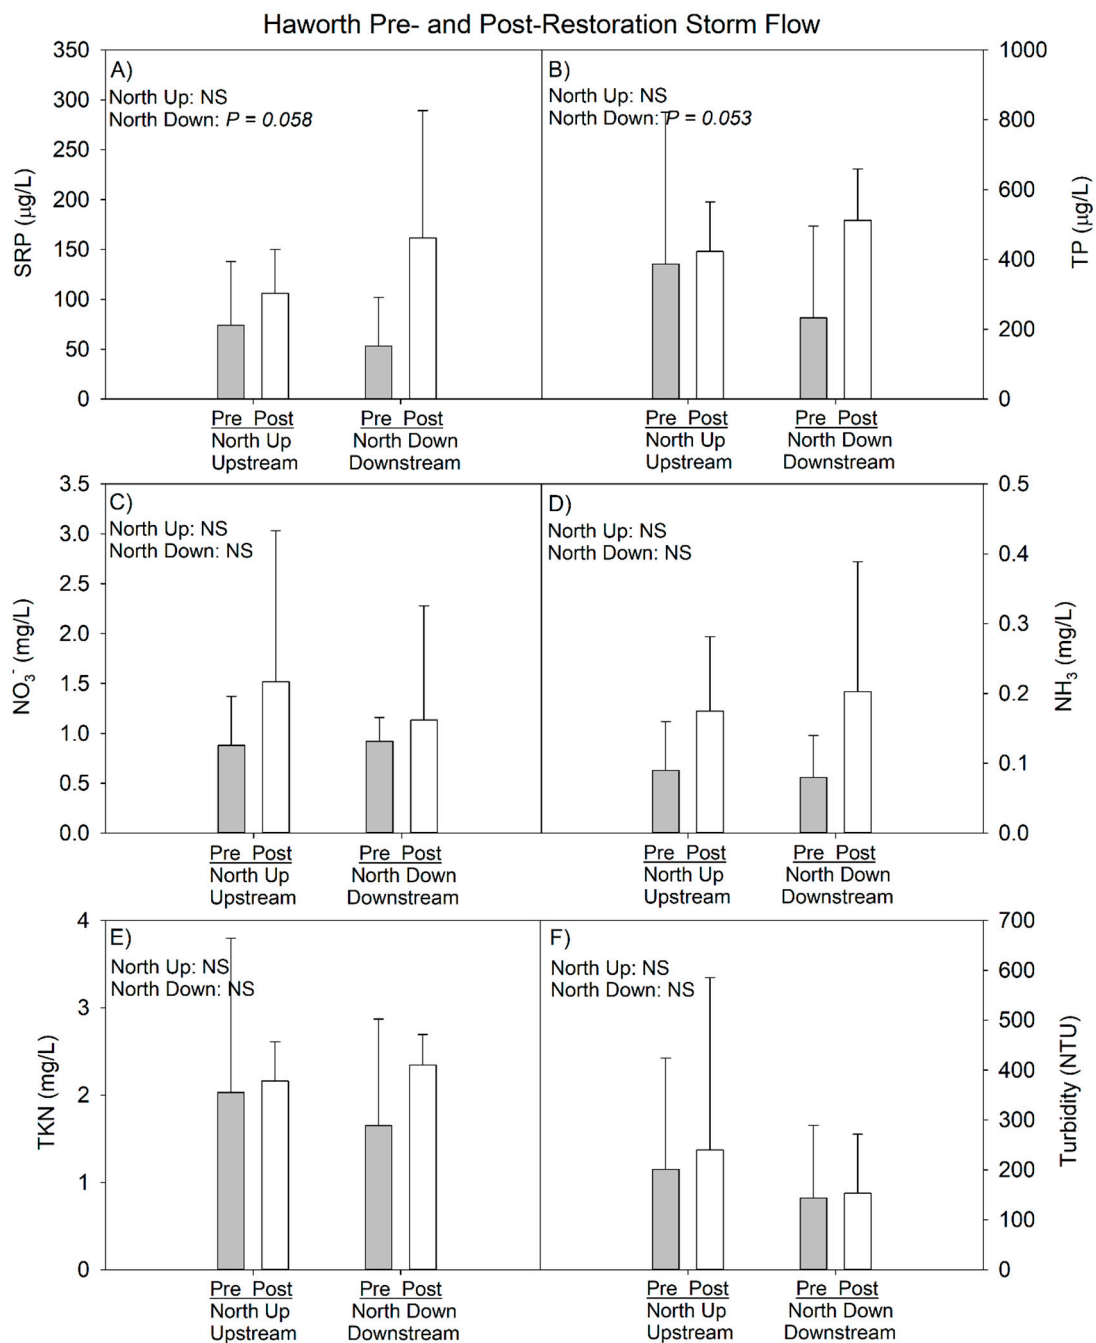 Haworth Pre- and Post-Restoration Storm Flow
A)
North Up: NS
North Down: P = 0.058
SRP (µg/L)
350
300
250
200
150
100
50
0
Pre Post
North Up
Upstream
Pre Post
North Down
Downstream
B)
North Up: NS
North Down: P = 0.053
TP (µg/L)
1000
800
600
400
200
0
Pre Post
North Up
Upstream
Pre Post
North Down
Downstream
C)
North Up: NS
North Down: NS
NO₃⁻ (mg/L)
3.5
3.0
2.5
2.0
1.5
1.0
0.5
0.0
Pre Post
North Up
Upstream
Pre Post
North Down
Downstream
D)
North Up: NS
North Down: NS
NH₃ (mg/L)
0.5
0.4
0.3
0.2
0.1
0.0
Pre Post
North Up
Upstream
Pre Post
North Down
Downstream
E)
North Up: NS
North Down: NS
TKN (mg/L)
4
3
2
1
0
Pre Post
North Up
Upstream
Pre Post
North Down
Downstream
F)
North Up: NS
North Down: NS
Turbidity (NTU)
700
600
500
400
300
200
100
0
Pre Post
North Up
Upstream
Pre Post
North Down
Downstream